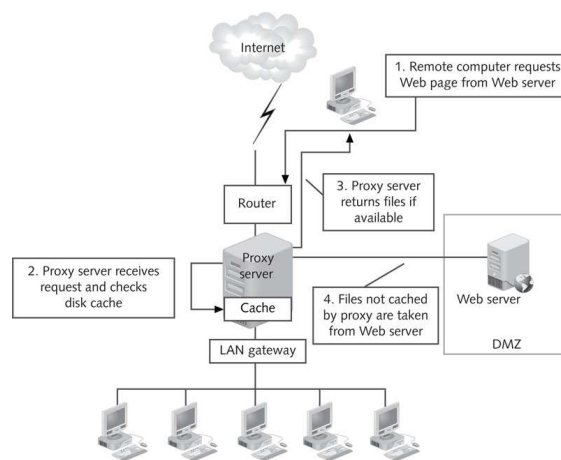 Internet
1. Remote computer requests
Web page from Web server
Router
3. Proxy server
returns files if
available
2. Proxy server receives
request and checks
disk cache
Proxy
server
Cache
Web server
4. Files not cached
by proxy are taken
from Web server
DMZ
LAN gateway